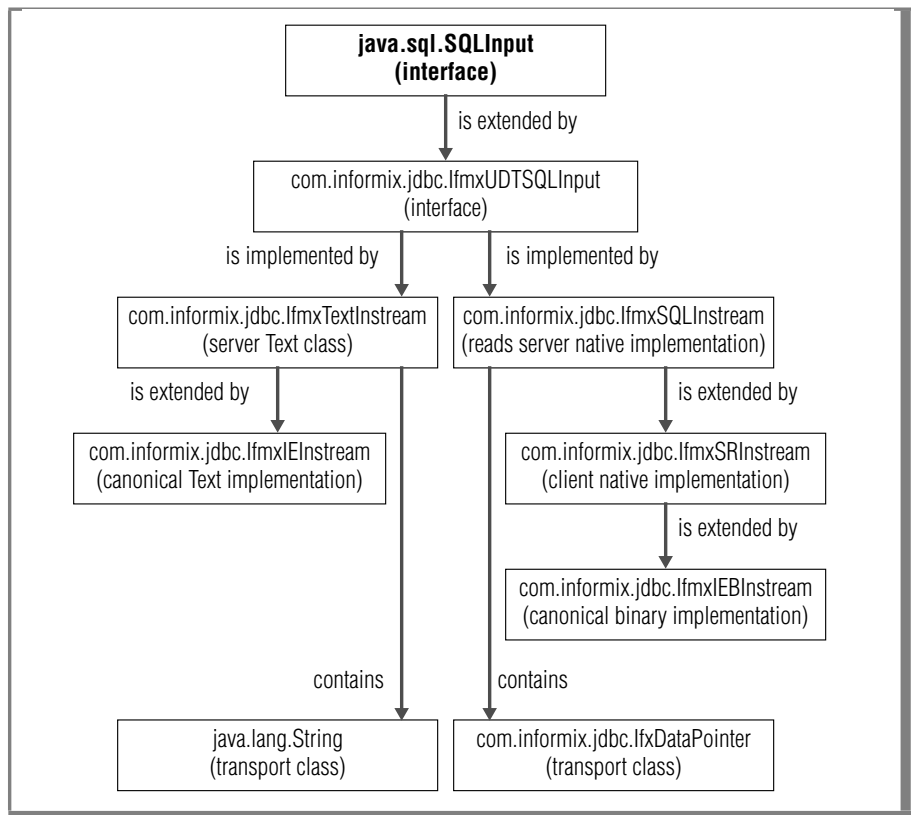 java.sql.SQLInput
(interface)
is extended by
com.informix.jdbc.IfmxUDTSQLInput
(interface)
is implemented by
is implemented by
com.informix.jdbc.IfmxTextInstream
(server Text class)
com.informix.jdbc.IfmxSQLInstream
(reads server native implementation)
is extended by
is extended by
com.informix.jdbc.IfmxIEInstream
(canonical Text implementation)
com.informix.jdbc.IfmxSRInstream
(client native implementation)
is extended by
com.informix.jdbc.IfmxIEBInstream
(canonical binary implementation)
contains
contains
java.lang.String
(transport class)
com.informix.jdbc.IfxDataPointer
(transport class)